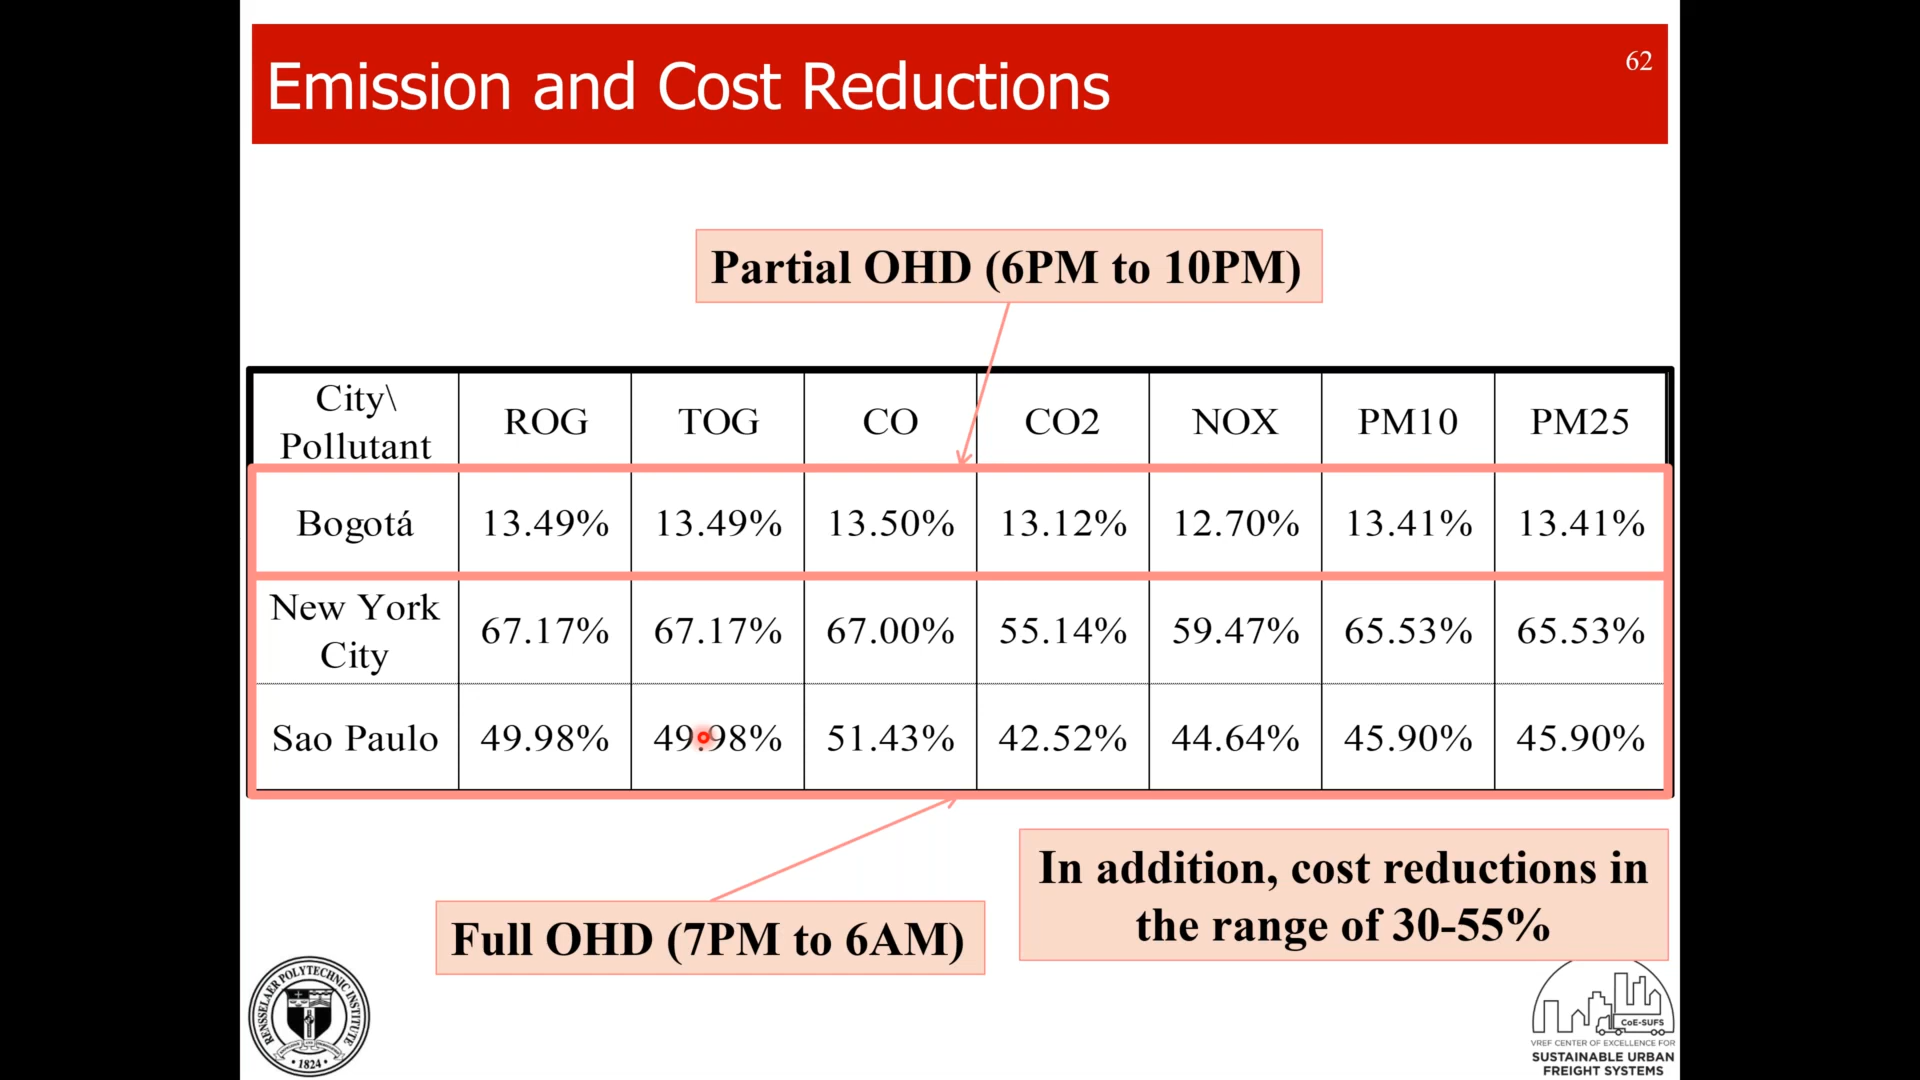 Emission and Cost Reductions
62
Partial OHD (6PM to 10PM)
City\
Pollutant
ROG
TOG
CO
CO2
NOX
PM10
PM25
Bogotá
13.49%
13.49%
13.50%
13.12%
12.70%
13.41%
13.41%
New York
City
67.17%
67.17%
67.00%
55.14%
59.47%
65.53%
65.53%
Sao Paulo
49.98%
49.98%
51.43%
42.52%
44.64%
45.90%
45.90%
In addition, cost reductions in
the range of 30-55%
Full OHD (7PM to 6AM)
RENSSELAER POLYTECHNIC INSTITUTE
1824
CoE-SUFS
VREF CENTER OF EXCELLENCE FOR
SUSTAINABLE URBAN
FREIGHT SYSTEMS